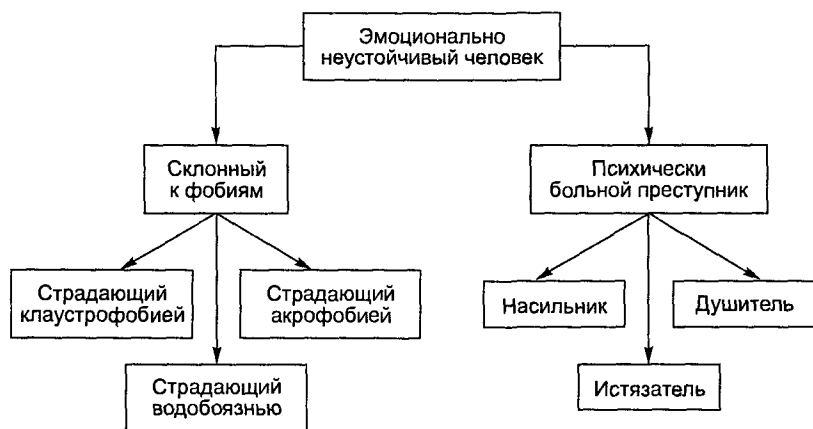 Эмоционально
неустойчивый человек
Склонный
к фобиям
Психически
больной преступник
Страдающий
клаустрофобией
Страдающий
акрофобией
Насильник
Душитель
Страдающий
водобоязнью
Истязатель